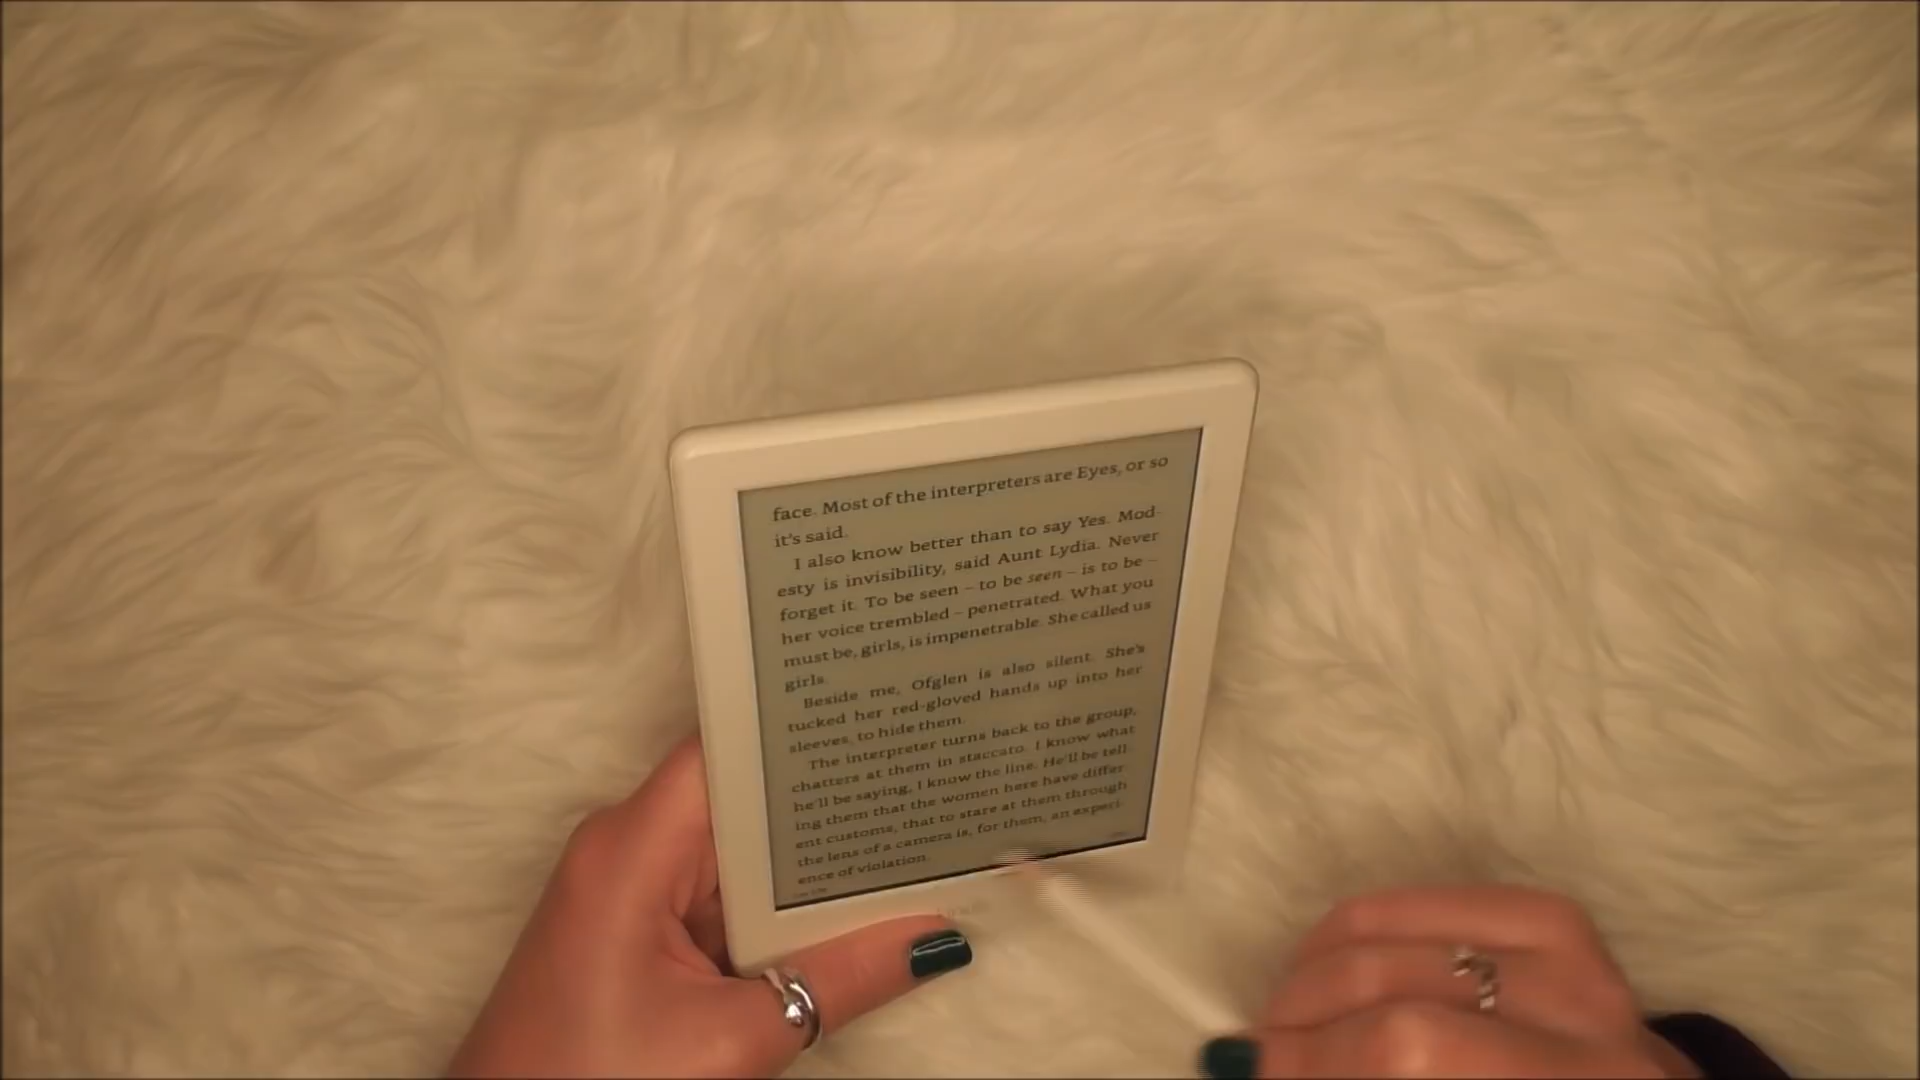 face. Most of the interpreters are Eyes, or so
it's said.
I also know better than to say Yes. Mod-
esty is invisibility, said Aunt Lydia. Never
forget it. To be seen – to be seen – is to be –
her voice trembled – penetrated. What you
must be, girls, is impenetrable. She called us
girls.
Beside me, Ofglen is also silent. She's
tucked her red-gloved hands up into her
sleeves, to hide them.
The interpreter turns back to the group,
chatters at them in staccato. I know what
he'll be saying, I know the line. He'll be tell-
ing them that the women here have differ-
ent customs, that to stare at them through
the lens of a camera is, for them, an experi-
ence of violation.